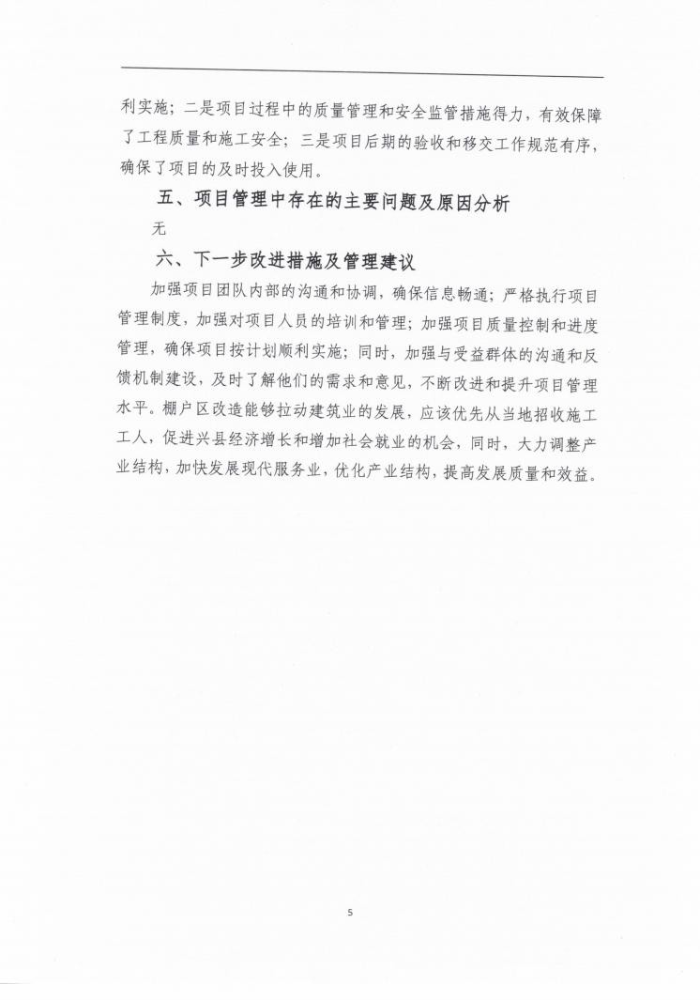 利实施；二是项目过程中的质量管理和安全监管措施得力，有效保障
了工程质量和施工安全；三是项目后期的验收和移交工作规范有序，
确保了项目的及时投入使用。
五、项目管理中存在的主要问题及原因分析
无
六、下一步改进措施及管理建议
加强项目团队内部的沟通和协调，确保信息畅通；严格执行项目
管理制度，加强对项目人员的培训和管理；加强项目质量控制和进度
管理，确保项目按计划顺利实施；同时，加强与受益群体的沟通和反
馈机制建设，及时了解他们的需求和意见，不断改进和提升项目管理
水平。棚户区改造能够拉动建筑业的发展，应该优先从当地招收施工
工人，促进兴县经济增长和增加社会就业的机会，同时，大力调整产
业结构，加快发展现代服务业，优化产业结构，提高发展质量和效益。
5